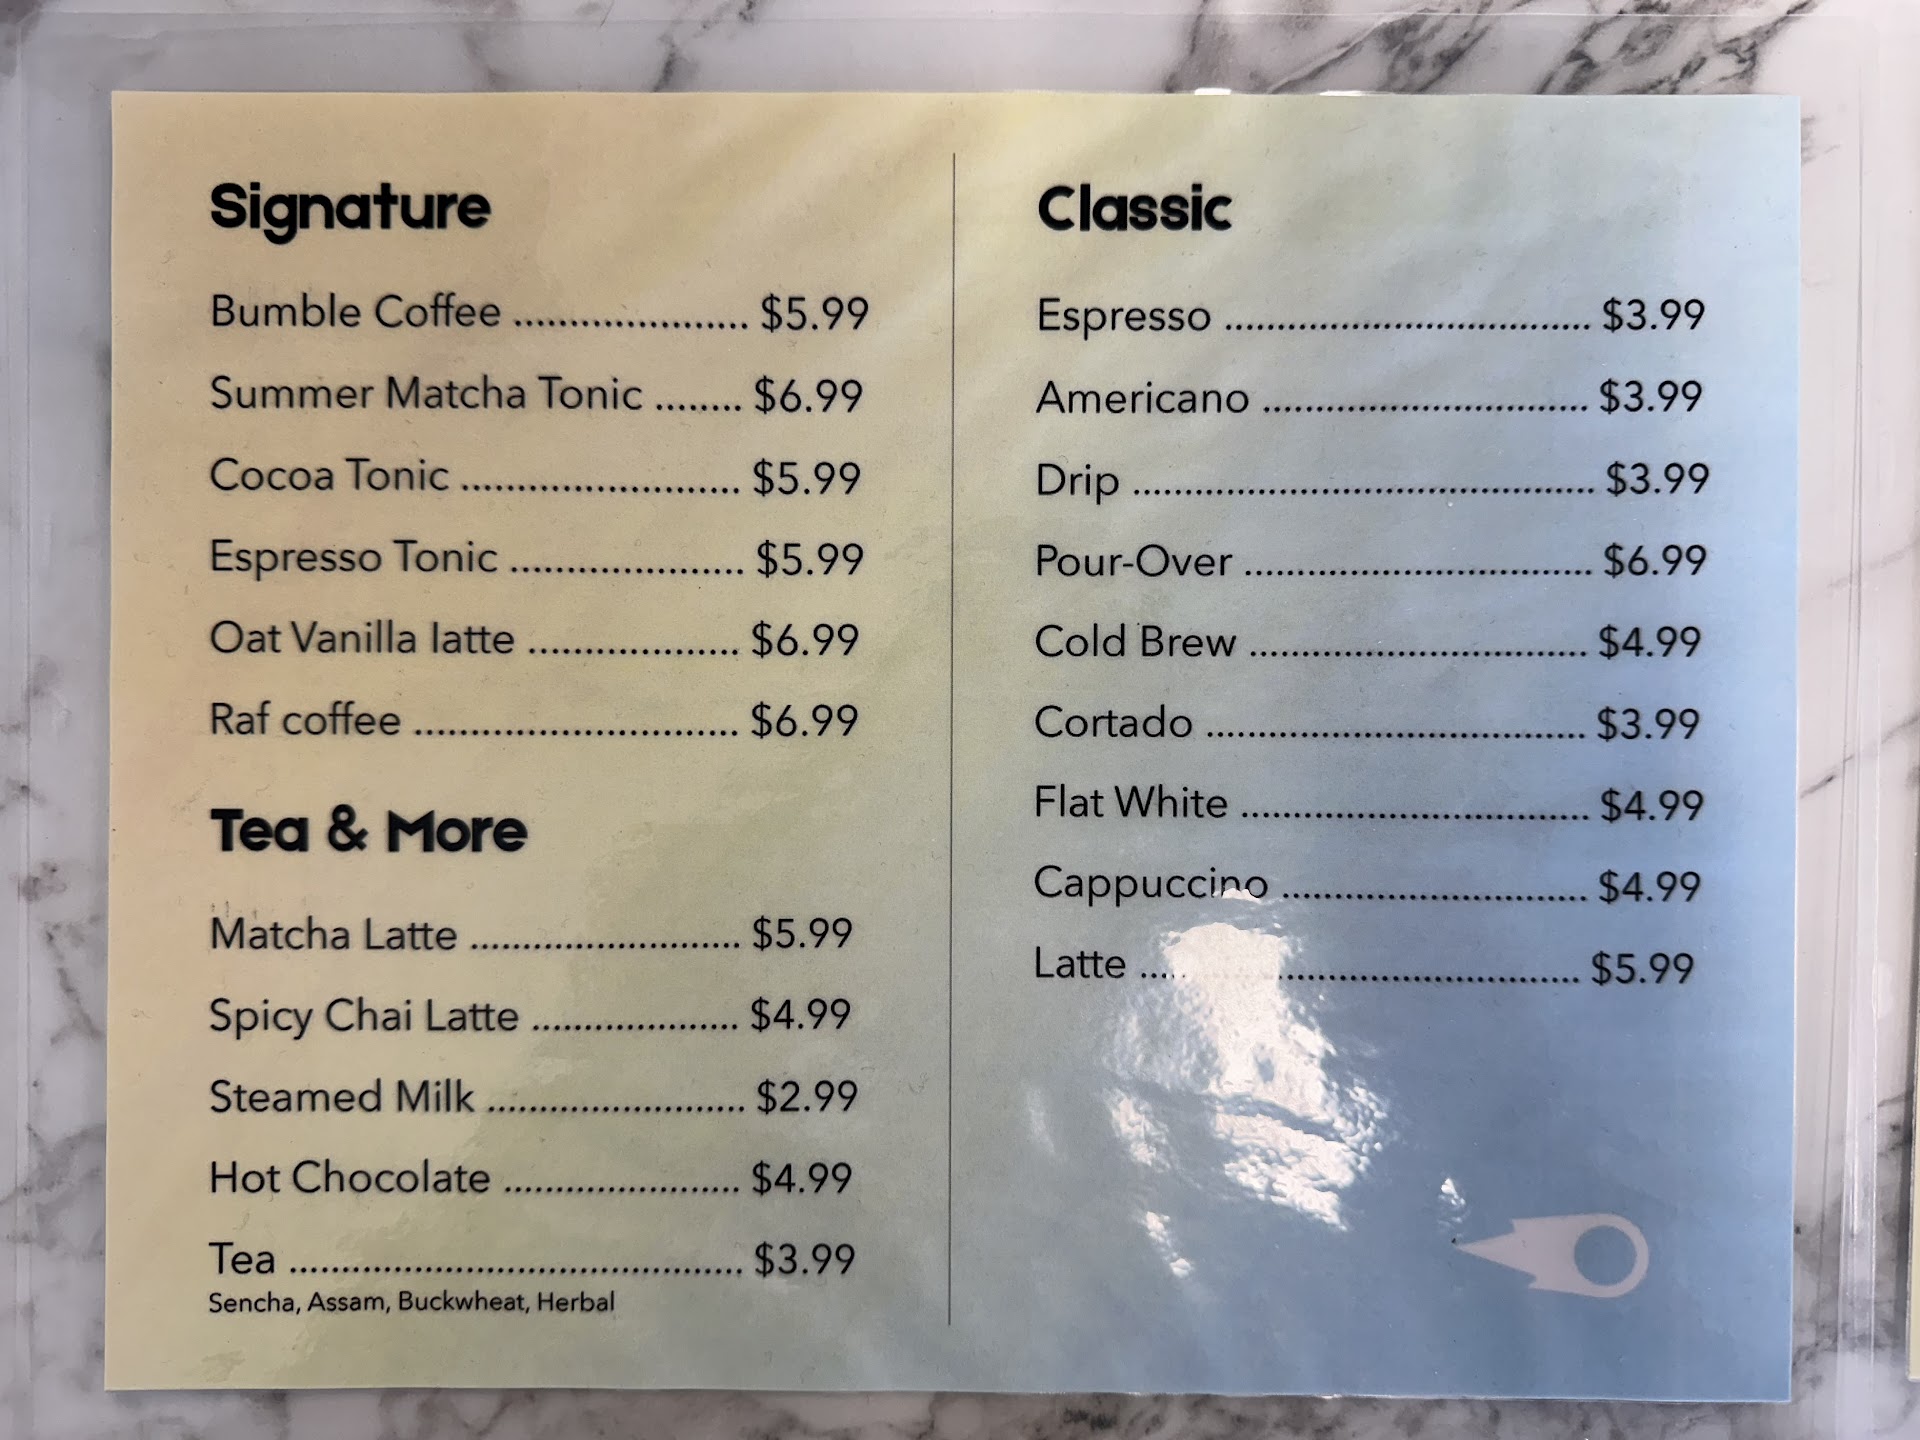 Signature
Bumble Coffee ..................... $5.99
Summer Matcha Tonic ........ $6.99
Cocoa Tonic ......................... $5.99
Espresso Tonic ..................... $5.99
Oat Vanilla latte ................... $6.99
Raf coffee ............................. $6.99
Tea & More
Matcha Latte ........................ $5.99
Spicy Chai Latte ................... $4.99
Steamed Milk ....................... $2.99
Hot Chocolate ..................... $4.99
Tea ......................................... $3.99
Sencha, Assam, Buckwheat, Herbal
Classic
Espresso ................................... $3.99
Americano ............................... $3.99
Drip ............................................ $3.99
Pour-Over ................................. $6.99
Cold Brew ................................ $4.99
Cortado .................................... $3.99
Flat White ................................. $4.99
Cappuccino ............................. $4.99
Latte .......................................... $5.99